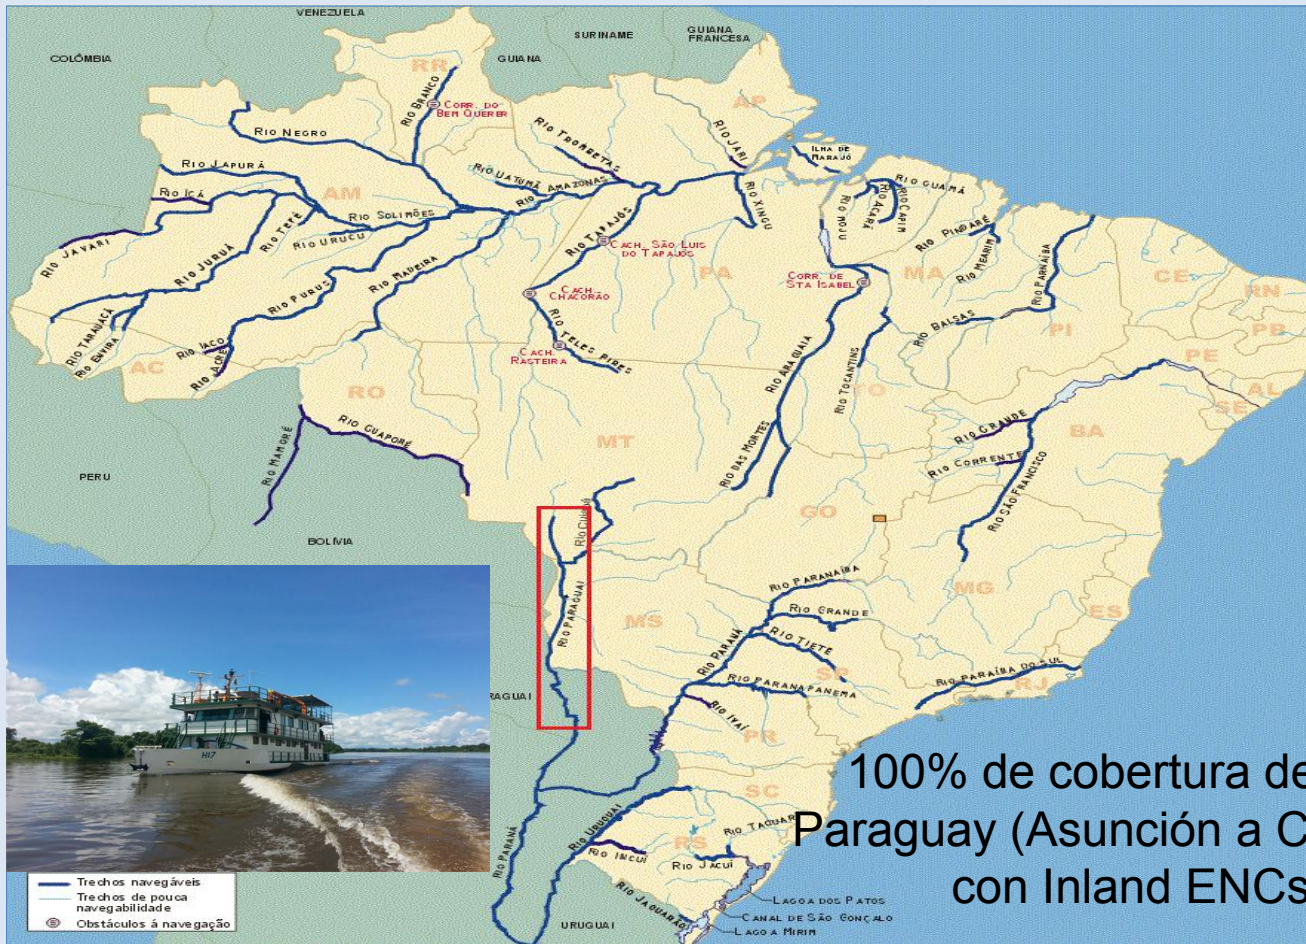 VENEZUELA
GUIANA
FRANCESA
SURINAME
COLÔMBIA
GUIANA
RR
RIO BRANCO
CORR. DO
BEM QUERER
AP
RIO NEGRO
RIO TROMBETAS
RIO JARI
ILHA DE
MARAJÓ
RIO JAPURÁ
RIO UATUMÃ
AMAZONAS
RIO
RIO GUAMÁ
RIO CAPIM
RIO ACARÁ
RIO MOJU
RIO XINGU
RIO IÇÁ
AM
RIO SOLIMÕES
RIO TEFÉ
RIO URUCU
RIO JAVARI
RIO JURUÁ
RIO TAPAJÓS
CACH. SÃO LUIS
DO TAPAJÓS
RIO PINDARÉ
RIO MEARIM
RIO PARNAÍBA
RIO PURUS
RIO MADEIRA
PA
CORR. DE
STA ISABEL
MA
CE
RN
CACH.
CHACORÃO
RIO TARAUACÁ
RIO ENVIRA
RIO IACO
RIO ACRE
AC
RIO TELES PIRES
CACH.
RASTEIRA
RIO BALSAS
PI
PB
PE
AL
SE
RO
RIO ARAGUAIA
RIO TOCANTINS
TO
RIO GUAPORÉ
RIO MAMORÉ
MT
RIO DAS MORTES
RIO GRANDE
BA
RIO CORRENTE
RIO SÃO FRANCISCO
PERU
BOLÍVIA
RIO CUIABÁ
GO
RIO PARAGUAI
MS
RIO PARANAÍBA
MG
RIO GRANDE
ES
RIO PARANÁ
RIO TIETÊ
SP
RIO PARANAPANEMA
RIO PARAÍBA DO SUL
RJ
RAGUAI
RIO IVAÍ
PR
H17
100% de cobertura de
SC
RIO URUGUAI
RIO PARANÁ
RS
RIO TAQUAR
Paraguay (Asunción a C
RIO IBICUÍ
RIO JACUÍ
con Inland ENCs
Trechos navegáveis
Trechos de pouca
navegabilidade
Obstáculos á navegação
RIO JAGUARÃO
LAGOA DOS PATOS
CANAL DE SÃO GONÇALO
LAGOA MIRIM
URUGUAI